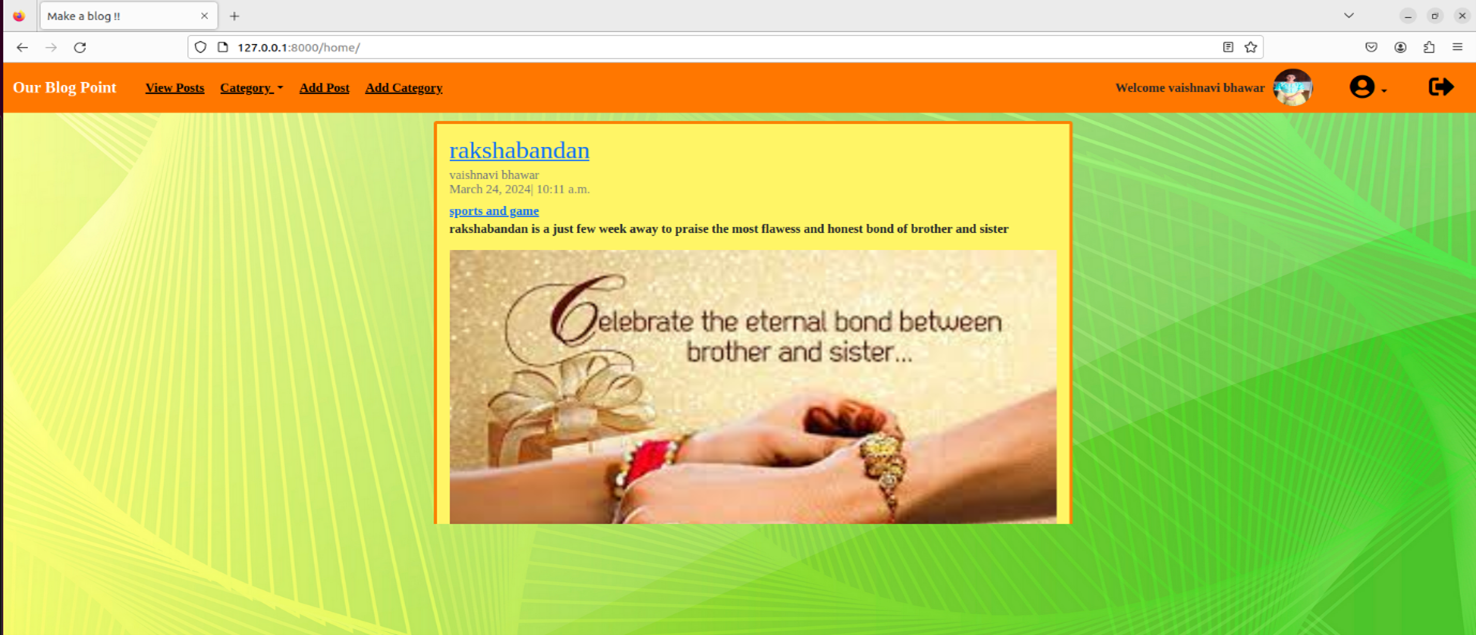 Make a blog !!
127.0.0.1:8000/home/
Our Blog Point View Posts Category Add Post Add Category Welcome vaishnavi bhawar
rakshabandan
vaishnavi bhawar
March 24, 2024| 10:11 a.m.
sports and game
rakshabandan is a just few week away to praise the most flawess and honest bond of brother and sister
Celebrate the eternal bond between
brother and sister...